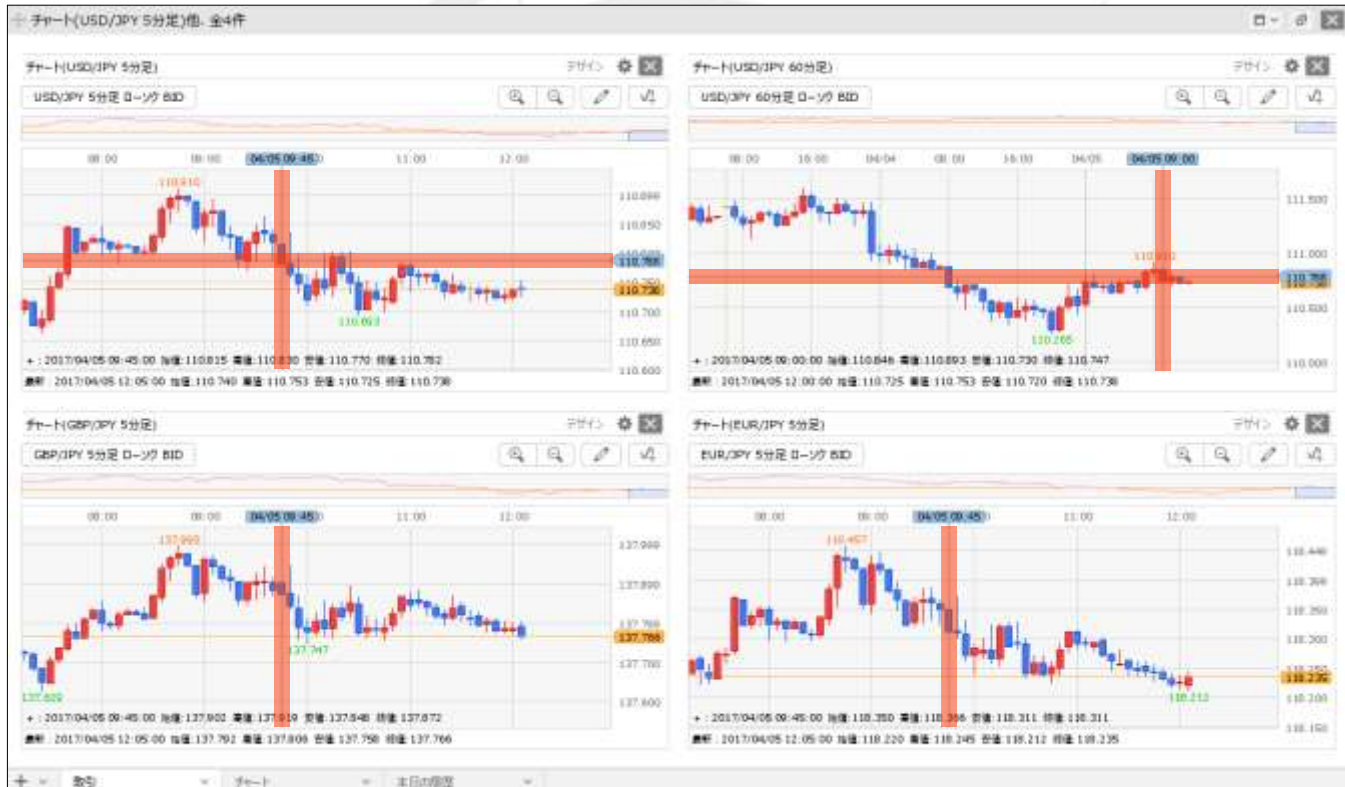 チャート(USD/JPY 5分足)他、全4件
チャート(USD/JPY 5分足)
デザイン
USD/JPY 5分足 ローソク BID
08:00 09:00 04/05 09:45 11:00 12:00
110.910
110.850
110.788
110.750
110.738
110.700
110.693
110.650
110.600
+ : 2017/04/05 09:45:00 始値:110.815 高値:110.830 安値:110.770 終値:110.782
最新 : 2017/04/05 12:05:00 始値:110.740 高値:110.753 安値:110.725 終値:110.738
チャート(USD/JPY 60分足)
デザイン
USD/JPY 60分足 ローソク BID
08:00 16:00 04/04 08:00 16:00 04/05 04/05 09:00
111.500
111.000
110.910
110.788
110.738
110.500
110.265
110.000
+ : 2017/04/05 09:00:00 始値:110.846 高値:110.893 安値:110.730 終値:110.747
最新 : 2017/04/05 12:00:00 始値:110.725 高値:110.753 安値:110.720 終値:110.738
チャート(GBP/JPY 5分足)
デザイン
GBP/JPY 5分足 ローソク BID
08:00 09:00 04/05 09:45 11:00 12:00
137.766
137.747
137.629
137.600
+ : 2017/04/05 09:45:00 始値:137.902 高値:137.919 安値:137.848 終値:137.872
最新 : 2017/04/05 12:05:00 始値:137.792 高値:137.808 安値:137.758 終値:137.766
チャート(EUR/JPY 5分足)
デザイン
EUR/JPY 5分足 ローソク BID
08:00 09:00 04/05 09:45 11:00 12:00
118.457
118.350
118.300
118.250
118.235
118.212
118.200
118.150
+ : 2017/04/05 09:45:00 始値:118.350 高値:118.366 安値:118.311 終値:118.311
最新 : 2017/04/05 12:05:00 始値:118.220 高値:118.245 安値:118.212 終値:118.235
取引 チャート 本日の限度